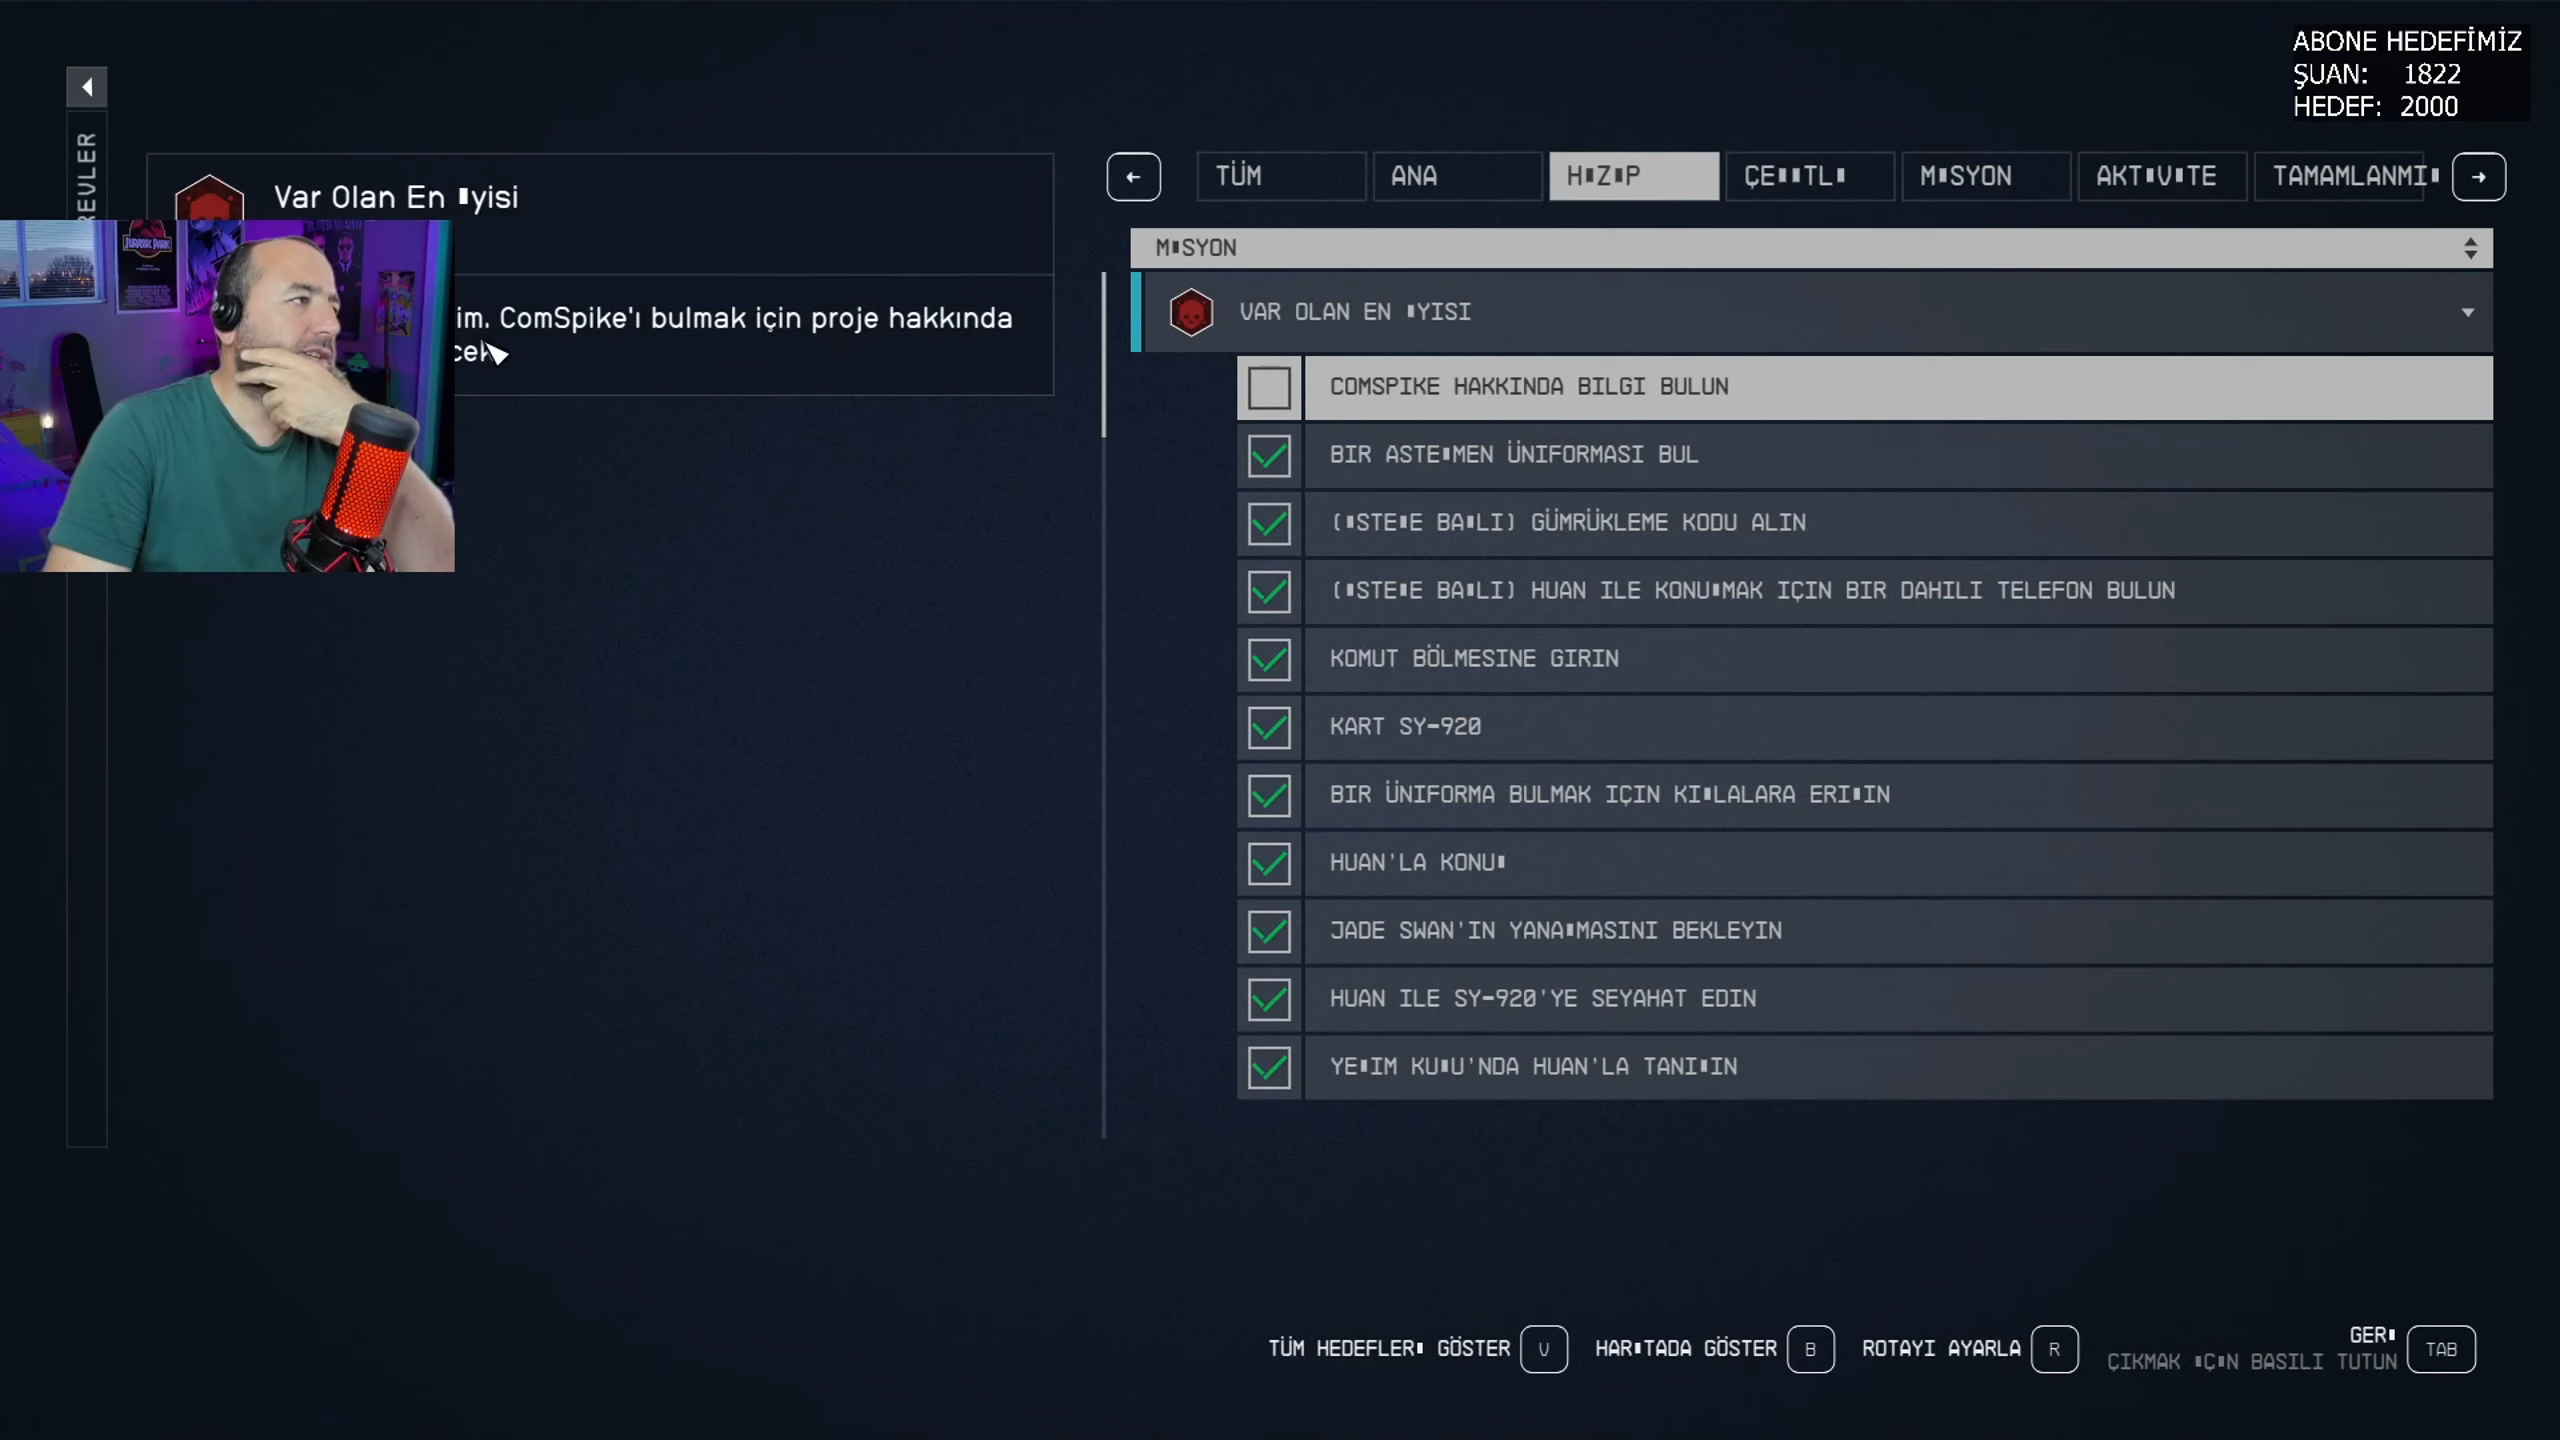 ABONE HEDEFİMİZ
ŞUAN: 1822
HEDEF: 2000
REVLER
Var Olan En ▮yisi
im. ComSpike'ı bulmak için proje hakkında
cek
JURASSIC PARK
TÜM
ANA
H▮Z▮P
ÇE▮▮TL▮
M▮SYON
AKT▮V▮TE
TAMAMLANMI▮
M▮SYON
VAR OLAN EN ▮YISI
COMSPIKE HAKKINDA BILGI BULUN
BIR ASTE▮MEN ÜNIFORMASI BUL
(▮STE▮E BA▮LI) GÜMRÜKLEME KODU ALIN
(▮STE▮E BA▮LI) HUAN ILE KONU▮MAK IÇIN BIR DAHILI TELEFON BULUN
KOMUT BÖLMESINE GIRIN
KART SY-920
BIR ÜNIFORMA BULMAK IÇIN KI▮LALARA ERI▮IN
HUAN'LA KONU▮
JADE SWAN'IN YANA▮MASINI BEKLEYIN
HUAN ILE SY-920'YE SEYAHAT EDIN
YE▮IM KU▮U'NDA HUAN'LA TANI▮IN
TÜM HEDEFLER▮ GÖSTER V
HAR▮TADA GÖSTER B
ROTAYI AYARLA R
GER▮
ÇIKMAK ▮Ç▮N BASILI TUTUN TAB